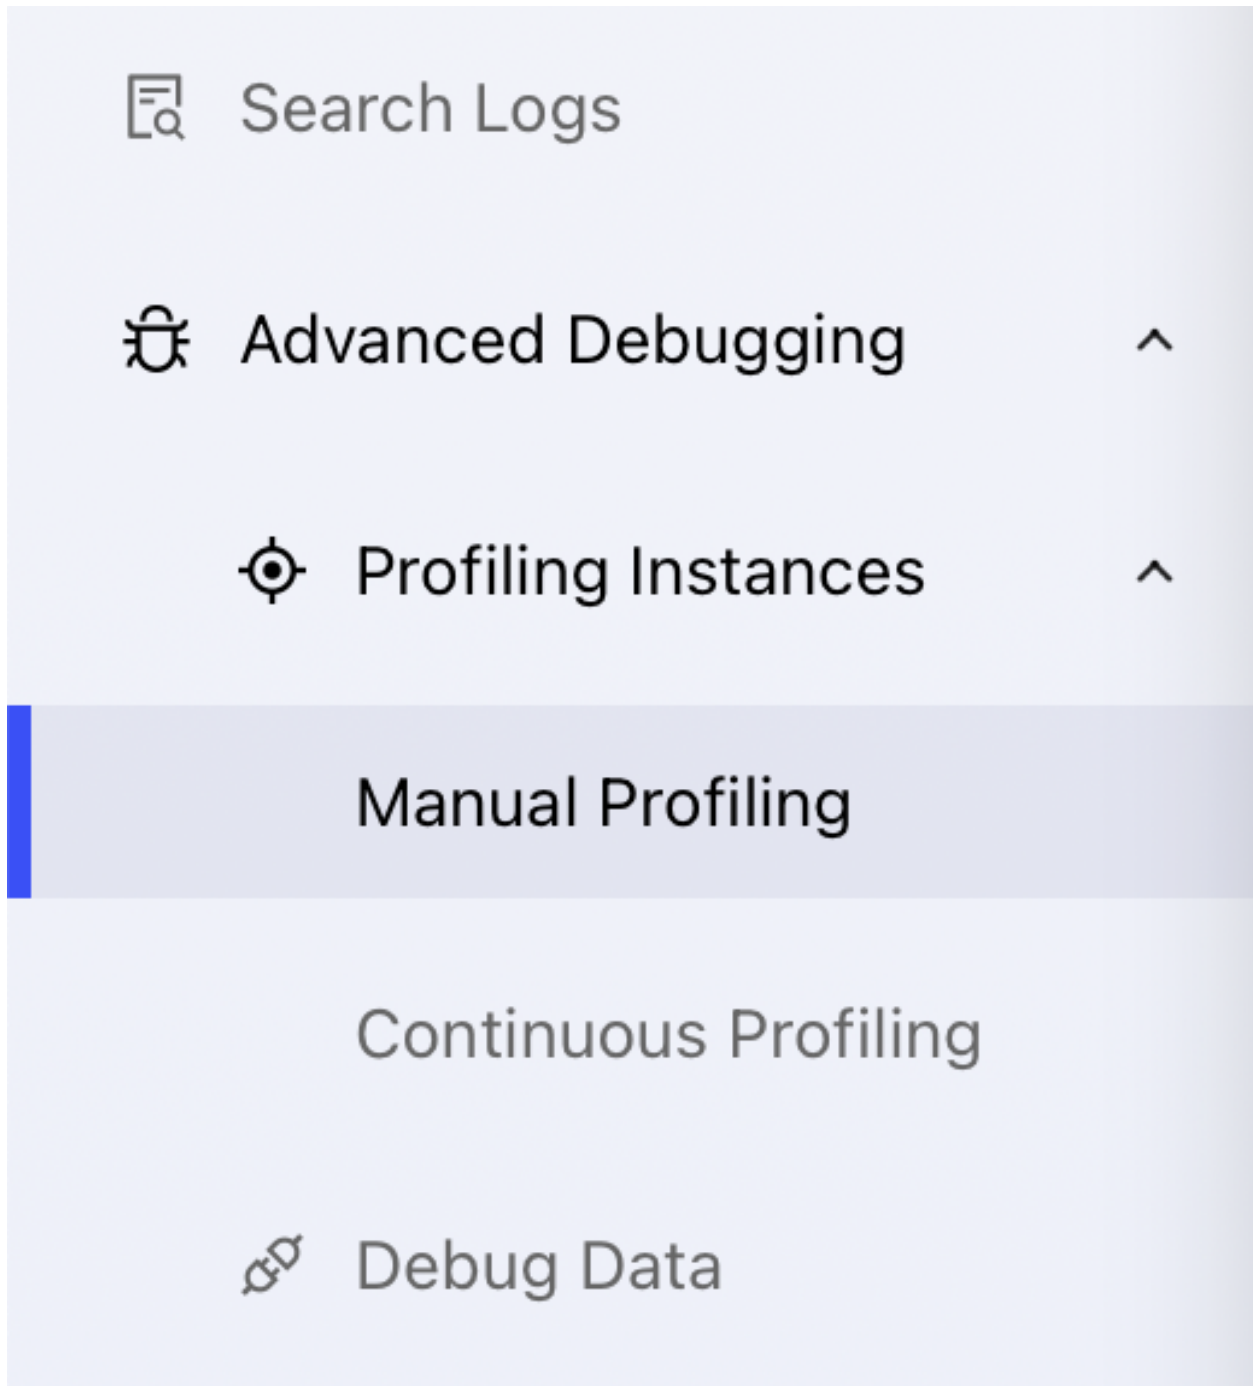 Search Logs
Advanced Debugging
Profiling Instances
Manual Profiling
Continuous Profiling
Debug Data